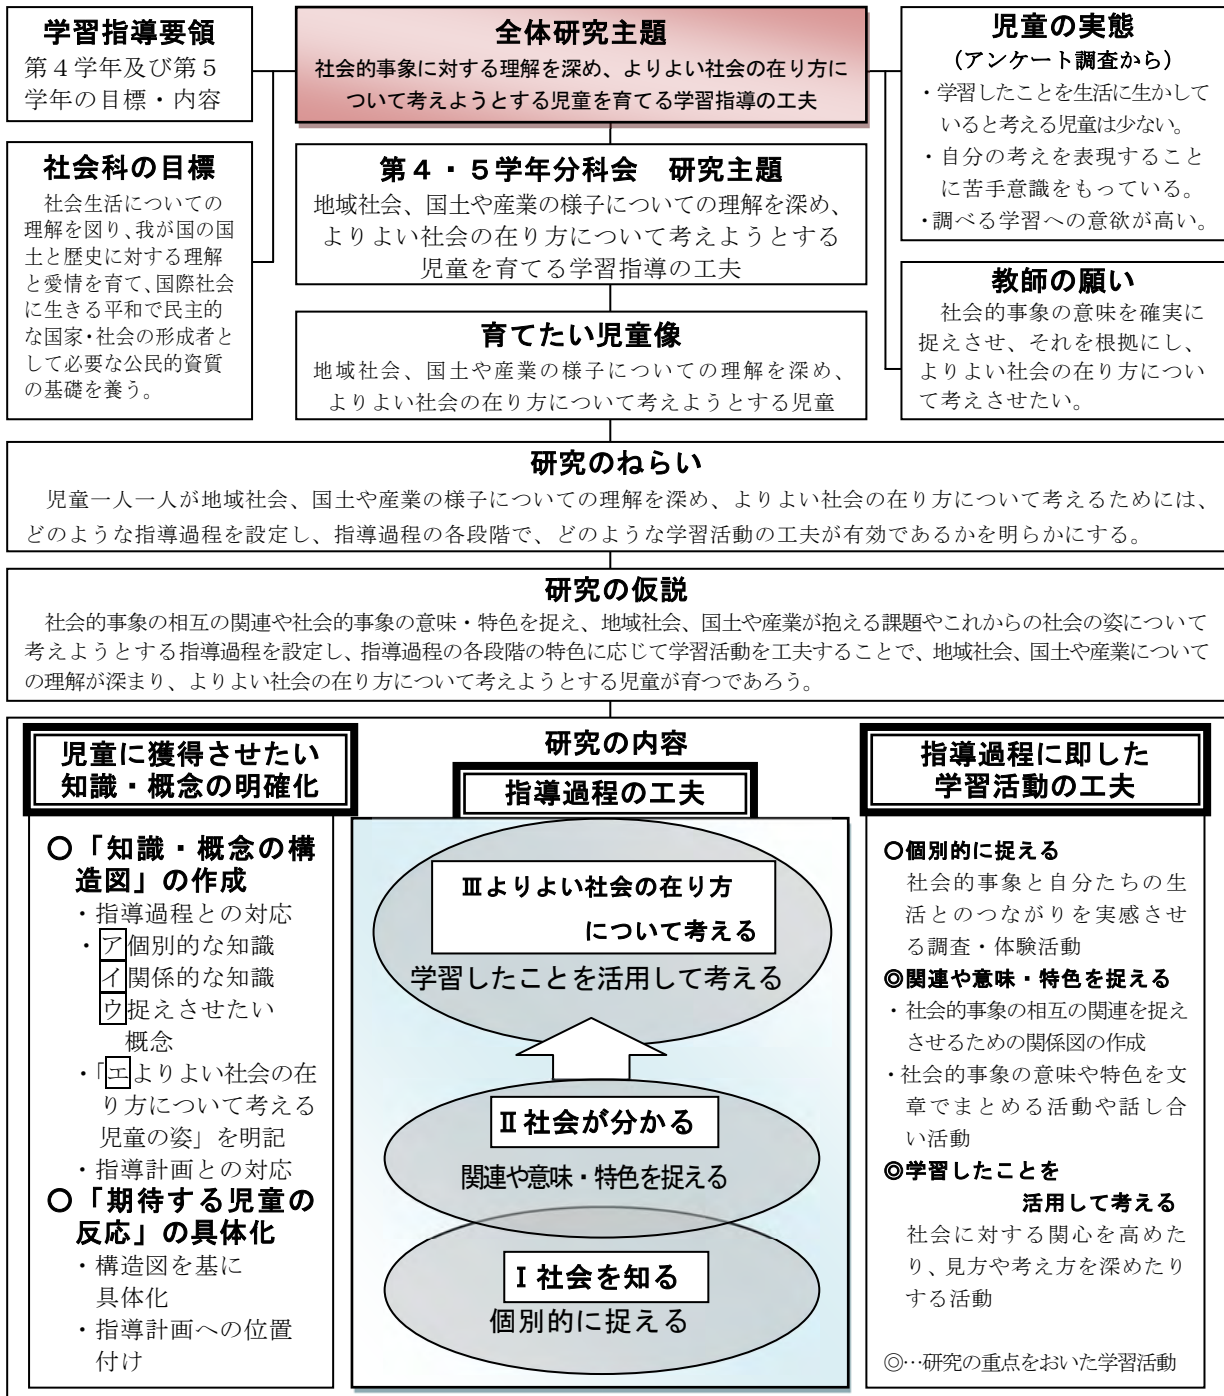 学習指導要領
第４学年及び第５
学年の目標・内容
社会科の目標
社会生活についての
理解を図り、我が国の国
土と歴史に対する理解
と愛情を育て、国際社会
に生きる平和で民主的
な国家・社会の形成者と
して必要な公民的資質
の基礎を養う。
全体研究主題
社会的事象に対する理解を深め、よりよい社会の在り方に
ついて考えようとする児童を育てる学習指導の工夫
第４・５学年分科会　研究主題
地域社会、国土や産業の様子についての理解を深め、
よりよい社会の在り方について考えようとする
児童を育てる学習指導の工夫
育てたい児童像
地域社会、国土や産業の様子についての理解を深め、
よりよい社会の在り方について考えようとする児童
児童の実態
（アンケート調査から）
・学習したことを生活に生かして
いると考える児童は少ない。
・自分の考えを表現すること
に苦手意識をもっている。
・調べる学習への意欲が高い。
教師の願い
社会的事象の意味を確実に
捉えさせ、それを根拠にし、
よりよい社会の在り方につい
て考えさせたい。
研究のねらい
児童一人一人が地域社会、国土や産業の様子についての理解を深め、よりよい社会の在り方について考えるためには、
どのような指導過程を設定し、指導過程の各段階で、どのような学習活動の工夫が有効であるかを明らかにする。
研究の仮説
社会的事象の相互の関連や社会的事象の意味・特色を捉え、地域社会、国土や産業が抱える課題やこれからの社会の姿について
考えようとする指導過程を設定し、指導過程の各段階の特色に応じて学習活動を工夫することで、地域社会、国土や産業について
の理解が深まり、よりよい社会の在り方について考えようとする児童が育つであろう。
研究の内容
児童に獲得させたい
知識・概念の明確化
○「知識・概念の構
造図」の作成
・指導過程との対応
・ア個別的な知識
イ関係的な知識
ウ捉えさせたい
概念
・「エよりよい社会の在
り方について考える
児童の姿」を明記
・指導計画との対応
○「期待する児童の
反応」の具体化
・構造図を基に
具体化
・指導計画への位置
付け
指導過程の工夫
Ⅲよりよい社会の在り方
について考える
学習したことを活用して考える
Ⅱ社会が分かる
関連や意味・特色を捉える
Ⅰ社会を知る
個別的に捉える
指導過程に即した
学習活動の工夫
○個別的に捉える
社会的事象と自分たちの生
活とのつながりを実感させ
る調査・体験活動
◎関連や意味・特色を捉える
・社会的事象の相互の関連を捉え
させるための関係図の作成
・社会的事象の意味や特色を文
章でまとめる活動や話し合
い活動
◎学習したことを
活用して考える
社会に対する関心を高めた
り、見方や考え方を深めたり
する活動
◎…研究の重点をおいた学習活動